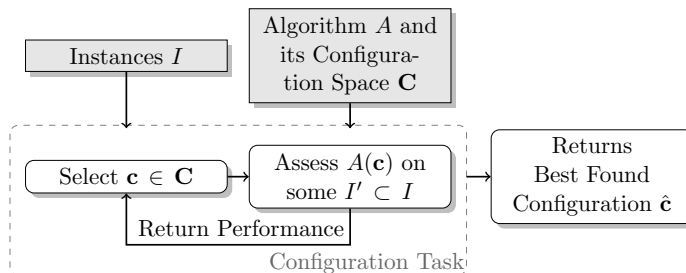 Instances I
Algorithm A and
its Configura-
tion Space C
Select c ∈ C
Assess A(c) on
some I′ ⊂ I
Returns
Best Found
Configuration ĉ
Return Performance
Configuration Task